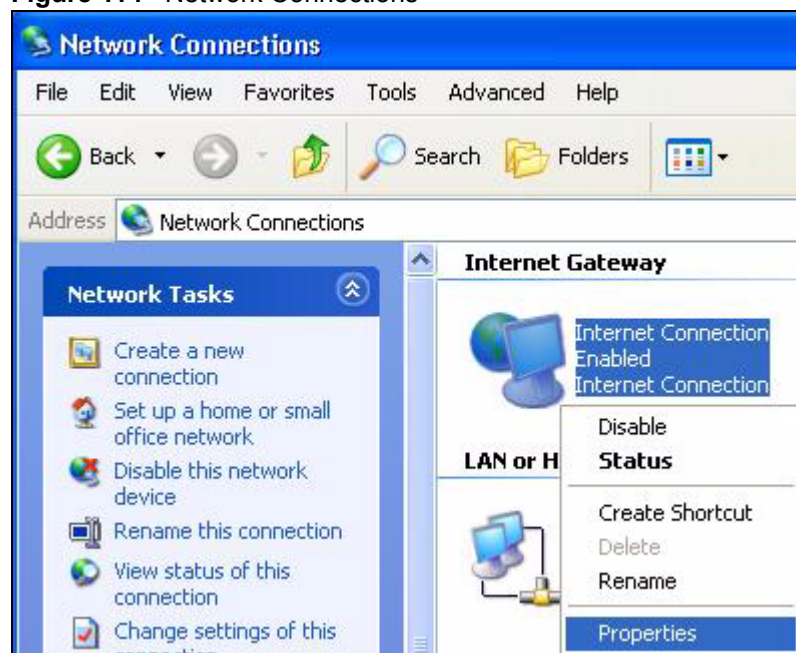 Network Connections
File Edit View Favorites Tools Advanced Help
Back Search Folders
Address Network Connections
Network Tasks
Create a new
connection
Set up a home or small
office network
Disable this network
device
Rename this connection
View status of this
connection
Change settings of this
Internet Gateway
Internet Connection
Enabled
Internet Connection
LAN or H
Disable
Status
Create Shortcut
Delete
Rename
Properties